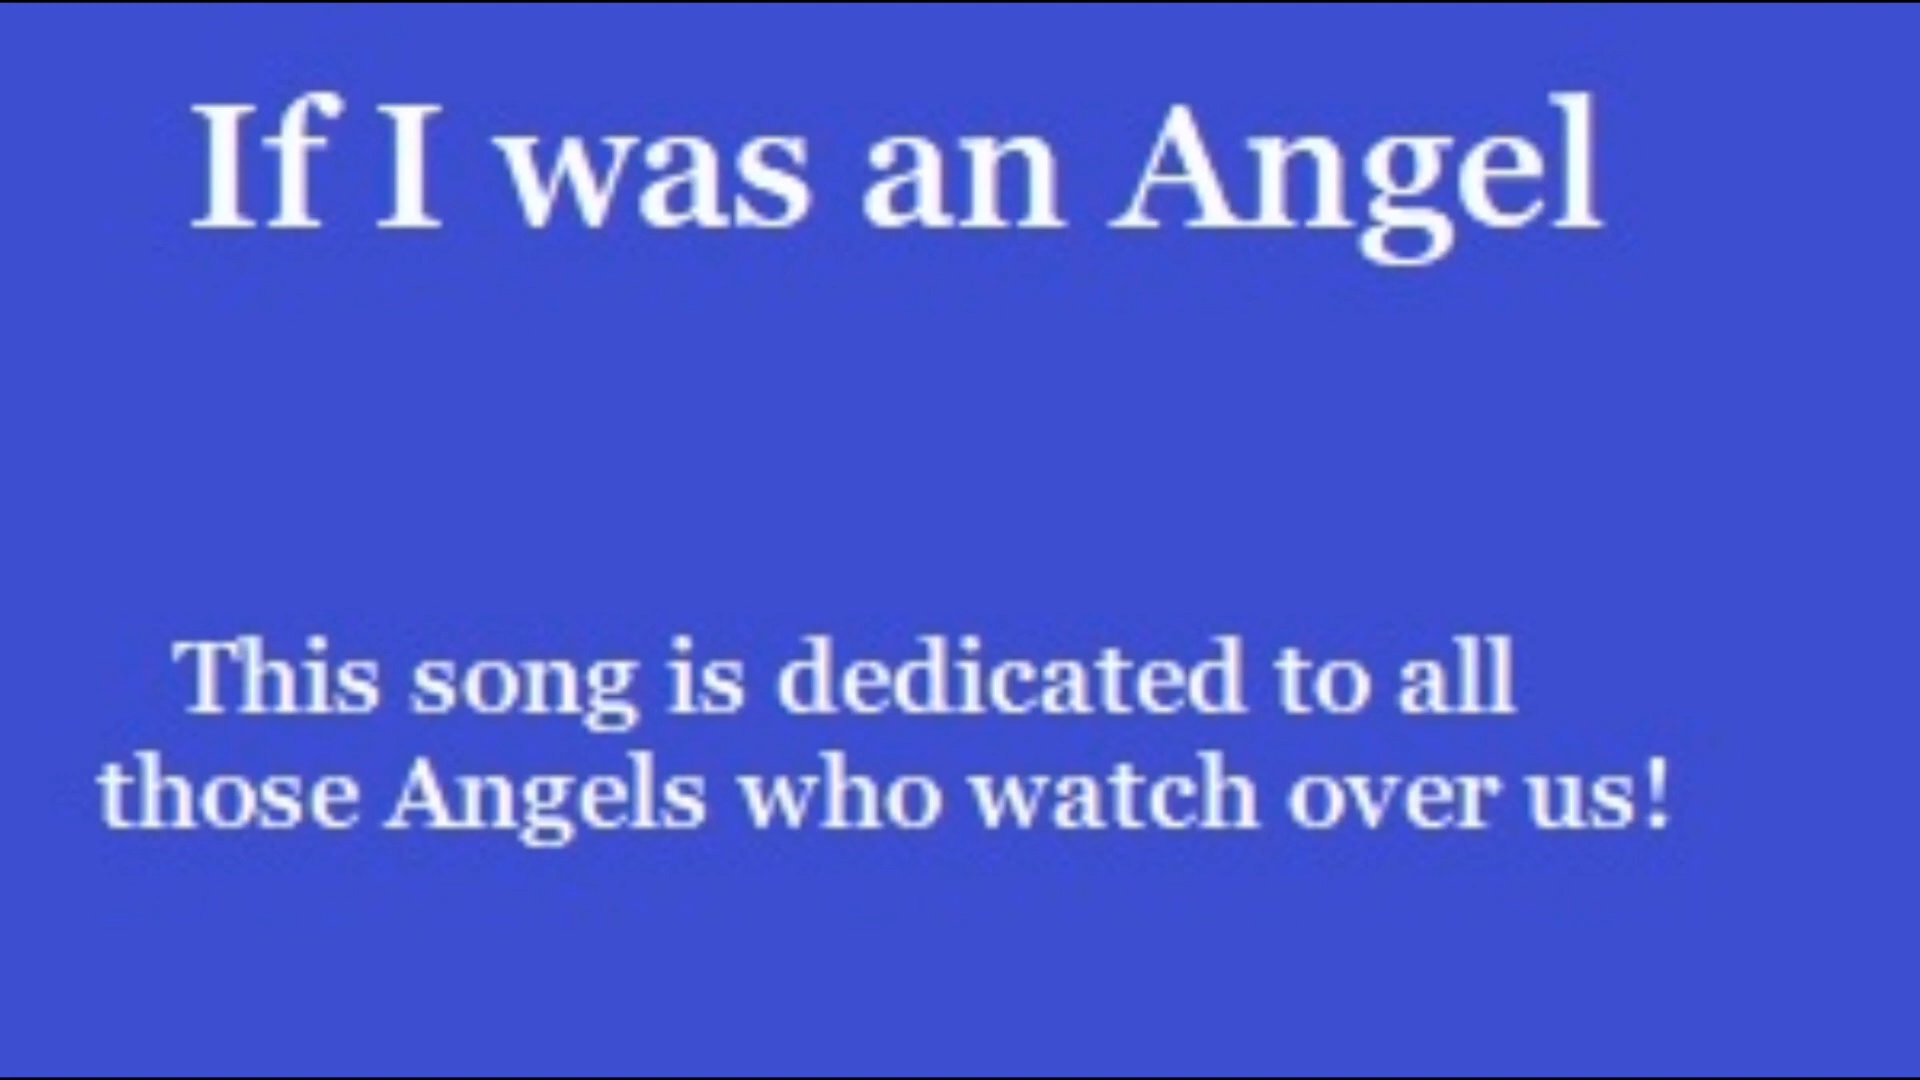 If I was an Angel
This song is dedicated to all
those Angels who watch over us!